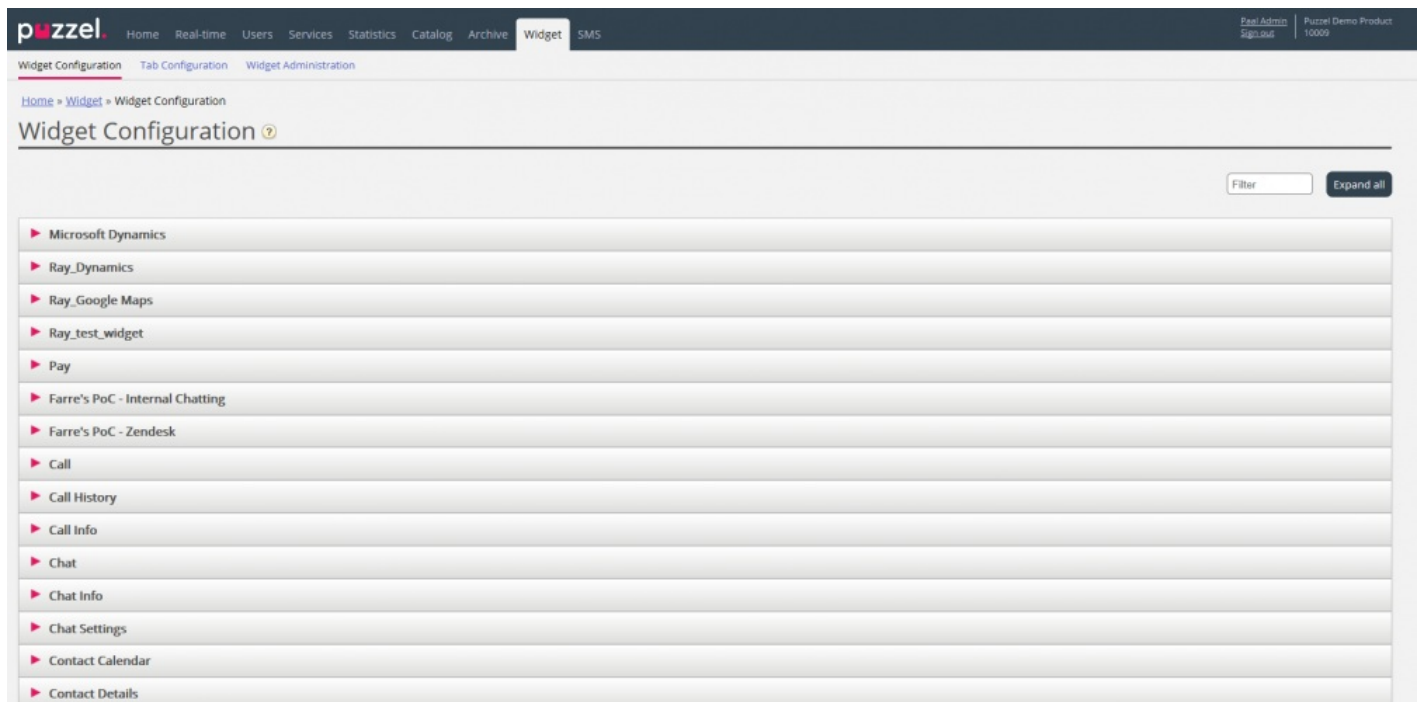 puzzel. Home Real-time Users Services Statistics Catalog Archive Widget SMS
Paal Admin Puzzel Demo Product
Sign out 10009
Widget Configuration Tab Configuration Widget Administration
Home » Widget » Widget Configuration
Widget Configuration ?
Filter Expand all
Microsoft Dynamics
Ray_Dynamics
Ray_Google Maps
Ray_test_widget
Pay
Farre's PoC - Internal Chatting
Farre's PoC - Zendesk
Call
Call History
Call Info
Chat
Chat Info
Chat Settings
Contact Calendar
Contact Details